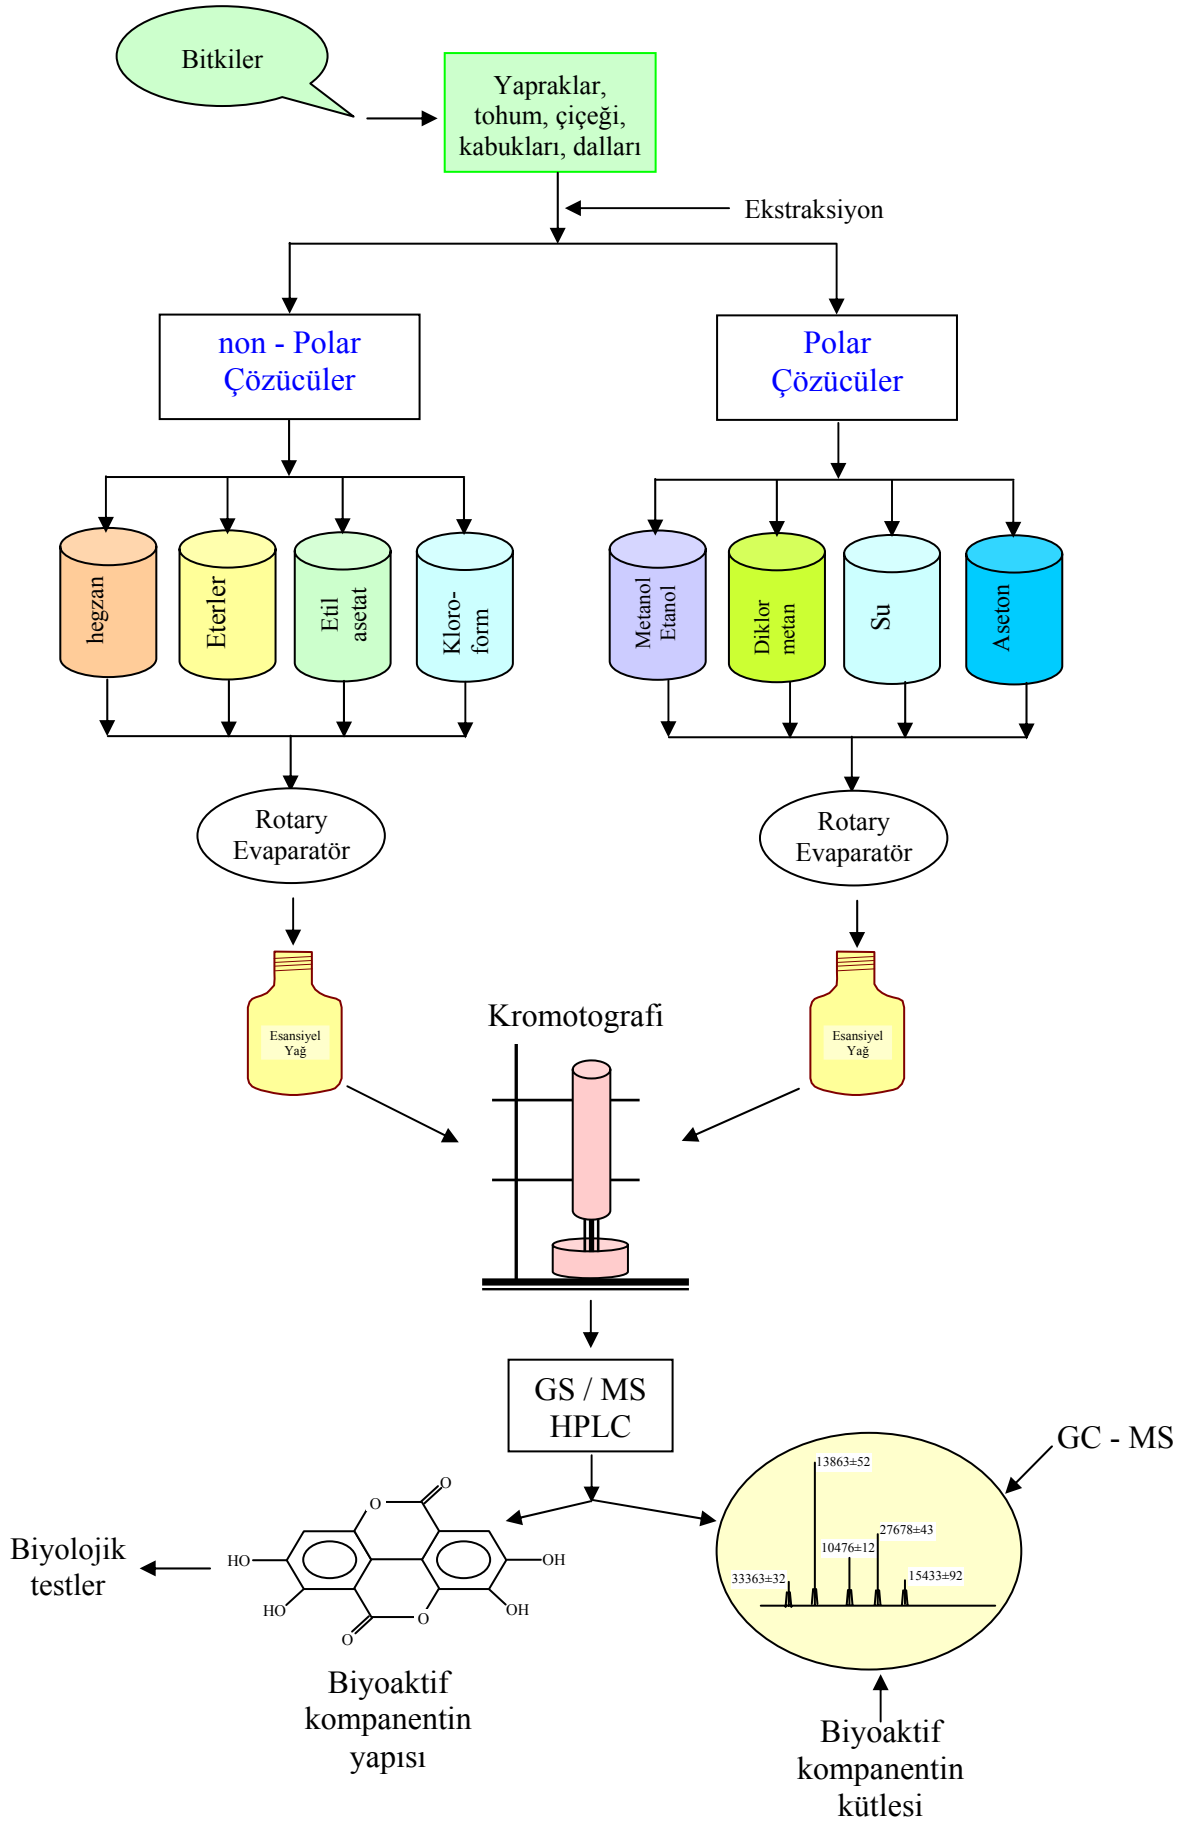 Bitkiler
Yapraklar,
tohum, çiçeği,
kabukları, dalları
Ekstraksiyon
non - Polar
Çözücüler
Polar
Çözücüler
hegzan
Eterler
Etil
asetat
Kloro-
form
Metanol
Etanol
Diklor
metan
Su
Aseton
Rotary
Evaparatör
Rotary
Evaparatör
Esansiyel
Yağ
Kromotografi
Esansiyel
Yağ
GS / MS
HPLC
GC - MS
13863±52
27678±43
10476±12
33363±32
15433±92
O
O
HO
OH
HO
OH
O
O
Biyolojik
testler
Biyoaktif
kompanentin
yapısı
Biyoaktif
kompanentin
kütlesi